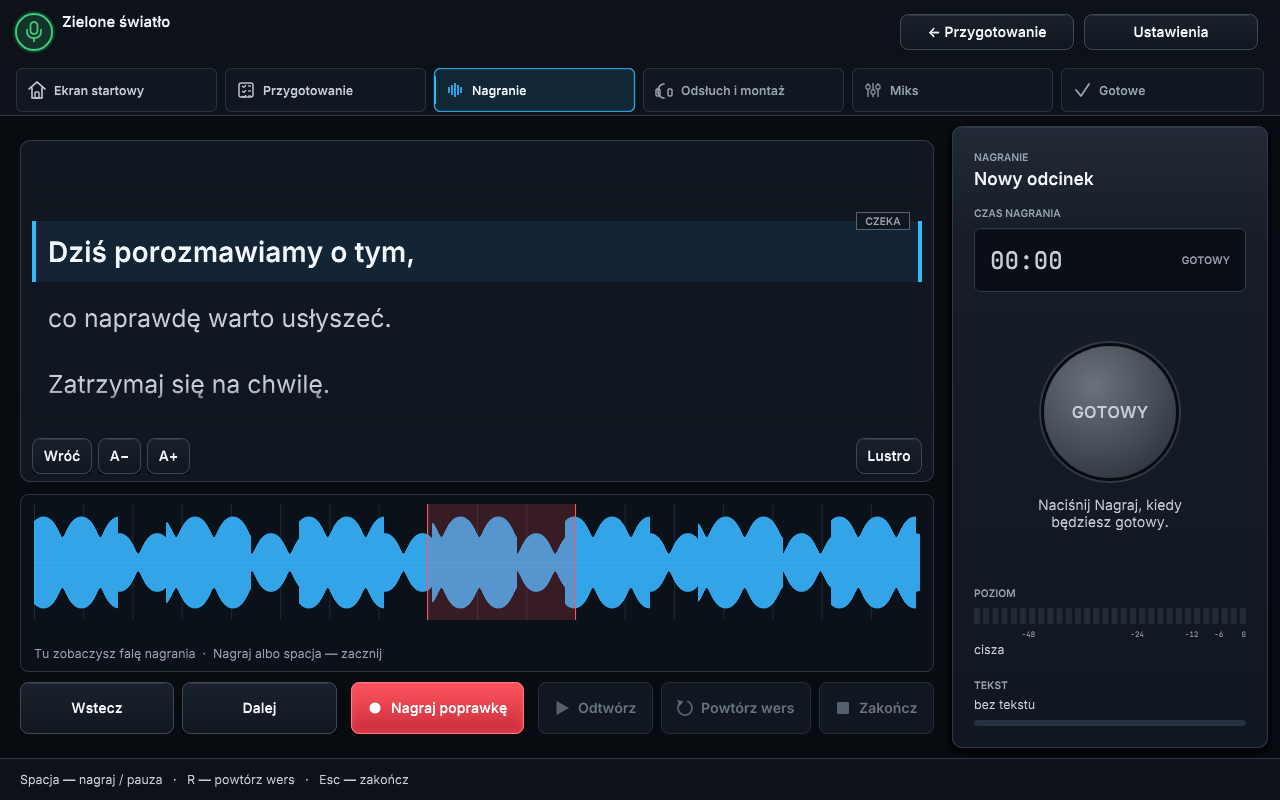 Zielone światło
← Przygotowanie
Ustawienia
Ekran startowy
Przygotowanie
Nagranie
Odsłuch i montaż
Miks
Gotowe
CZEKA
Dziś porozmawiamy o tym,
co naprawdę warto usłyszeć.
Zatrzymaj się na chwilę.
Wróć
A−
A+
Lustro
Tu zobaczysz falę nagrania · Nagraj albo spacja — zacznij
Wstecz
Dalej
Nagraj poprawkę
Odtwórz
Powtórz wers
Zakończ
NAGRANIE
Nowy odcinek
CZAS NAGRANIA
00:00
GOTOWY
GOTOWY
Naciśnij Nagraj, kiedy
będziesz gotowy.
POZIOM
-48 -24 -12 -6 0
cisza
TEKST
bez tekstu
Spacja — nagraj / pauza · R — powtórz wers · Esc — zakończ